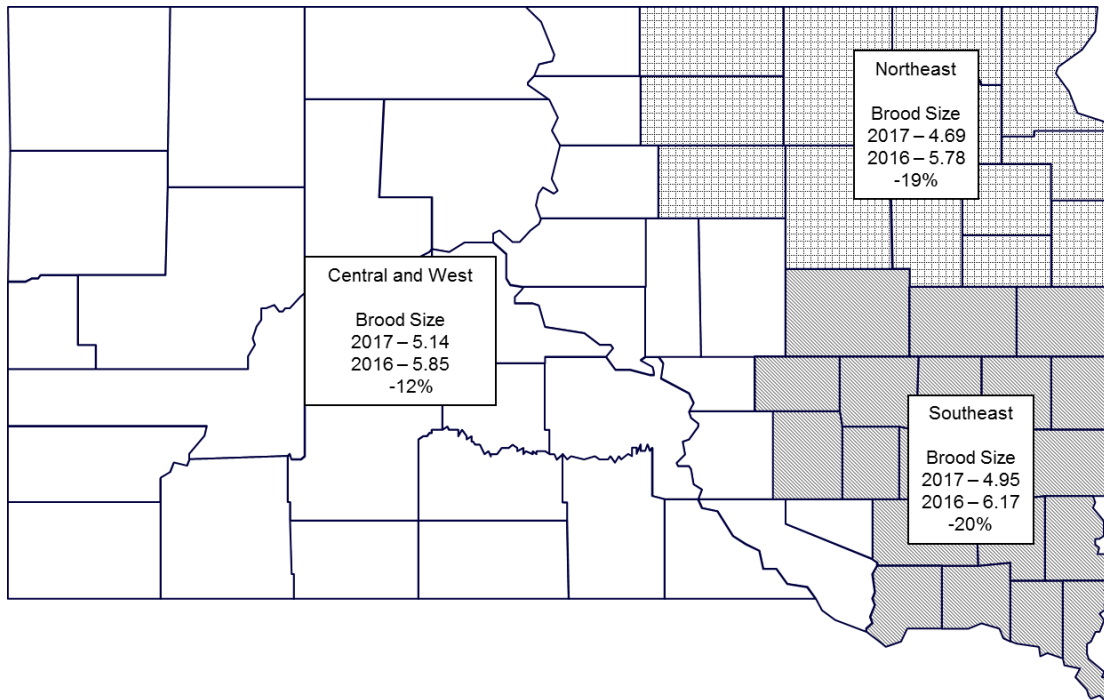 Northeast
Brood Size
2017 – 4.69
2016 – 5.78
-19%
Central and West
Brood Size
2017 – 5.14
2016 – 5.85
-12%
Southeast
Brood Size
2017 – 4.95
2016 – 6.17
-20%